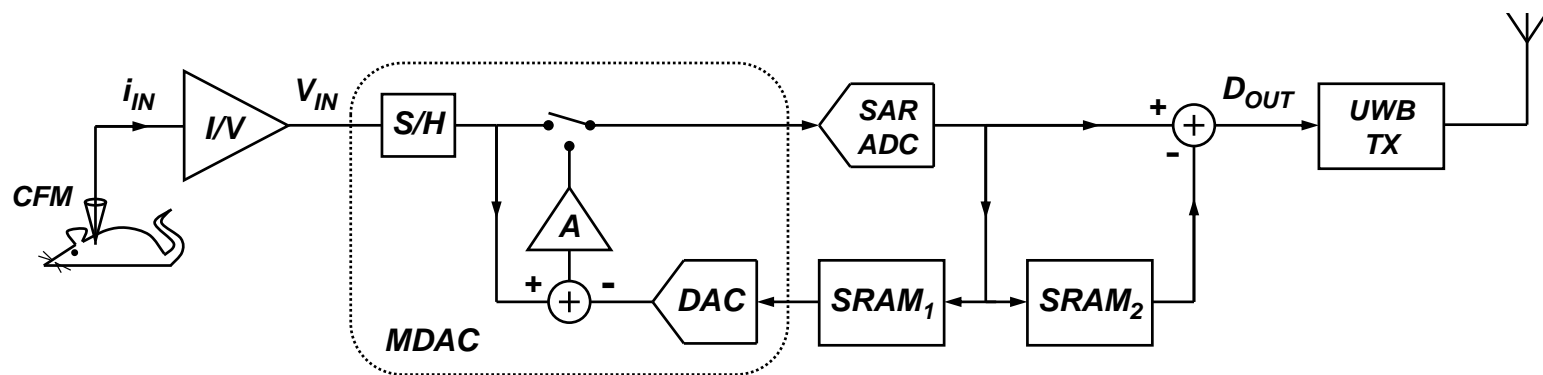 i_IN
I/V
V_IN
S/H
SAR
ADC
+
-
D_OUT
UWB
TX
CFM
A
+
-
DAC
SRAM_1
SRAM_2
MDAC